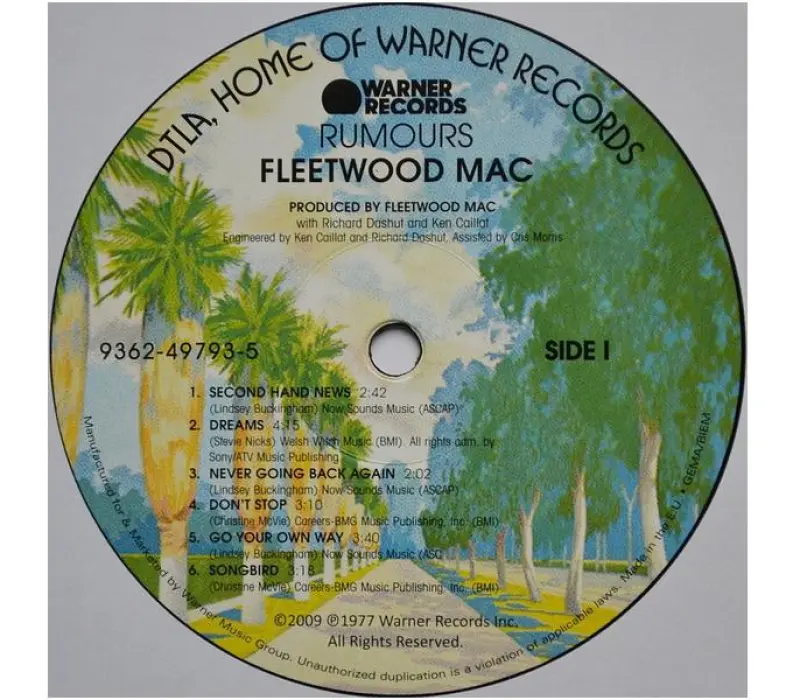 DTLA, HOME OF WARNER RECORDS
WARNER
RECORDS
RUMOURS
FLEETWOOD MAC
PRODUCED BY FLEETWOOD MAC
with Richard Dashut and Ken Caillat
Engineered by Ken Caillat and Richard Dashut, Assisted by Cris Morris
9362-49793-5
SIDE I
1. SECOND HAND NEWS 2:42
(Lindsey Buckingham) Now Sounds Music (ASCAP)
2. DREAMS 4:15
(Stevie Nicks) Welsh Witch Music (BMI). All rights adm. by
Sony/ATV Music Publishing
3. NEVER GOING BACK AGAIN 2:02
(Lindsey Buckingham) Now Sounds Music (ASCAP)
4. DON'T STOP 3:10
(Christine McVie) Careers-BMG Music Publishing, Inc. (BMI)
5. GO YOUR OWN WAY 3:40
(Lindsey Buckingham) Now Sounds Music (ASC
6. SONGBIRD 3:18
(Christine McVie) Careers-BMG Music Publishing, Inc. (BMI)
©2009 ℗1977 Warner Records Inc.
All Rights Reserved.
Manufactured for & Marketed by Warner Music Group. Unauthorized duplication is a violation of applicable laws. Made in the E.U. • GEMA/BIEM